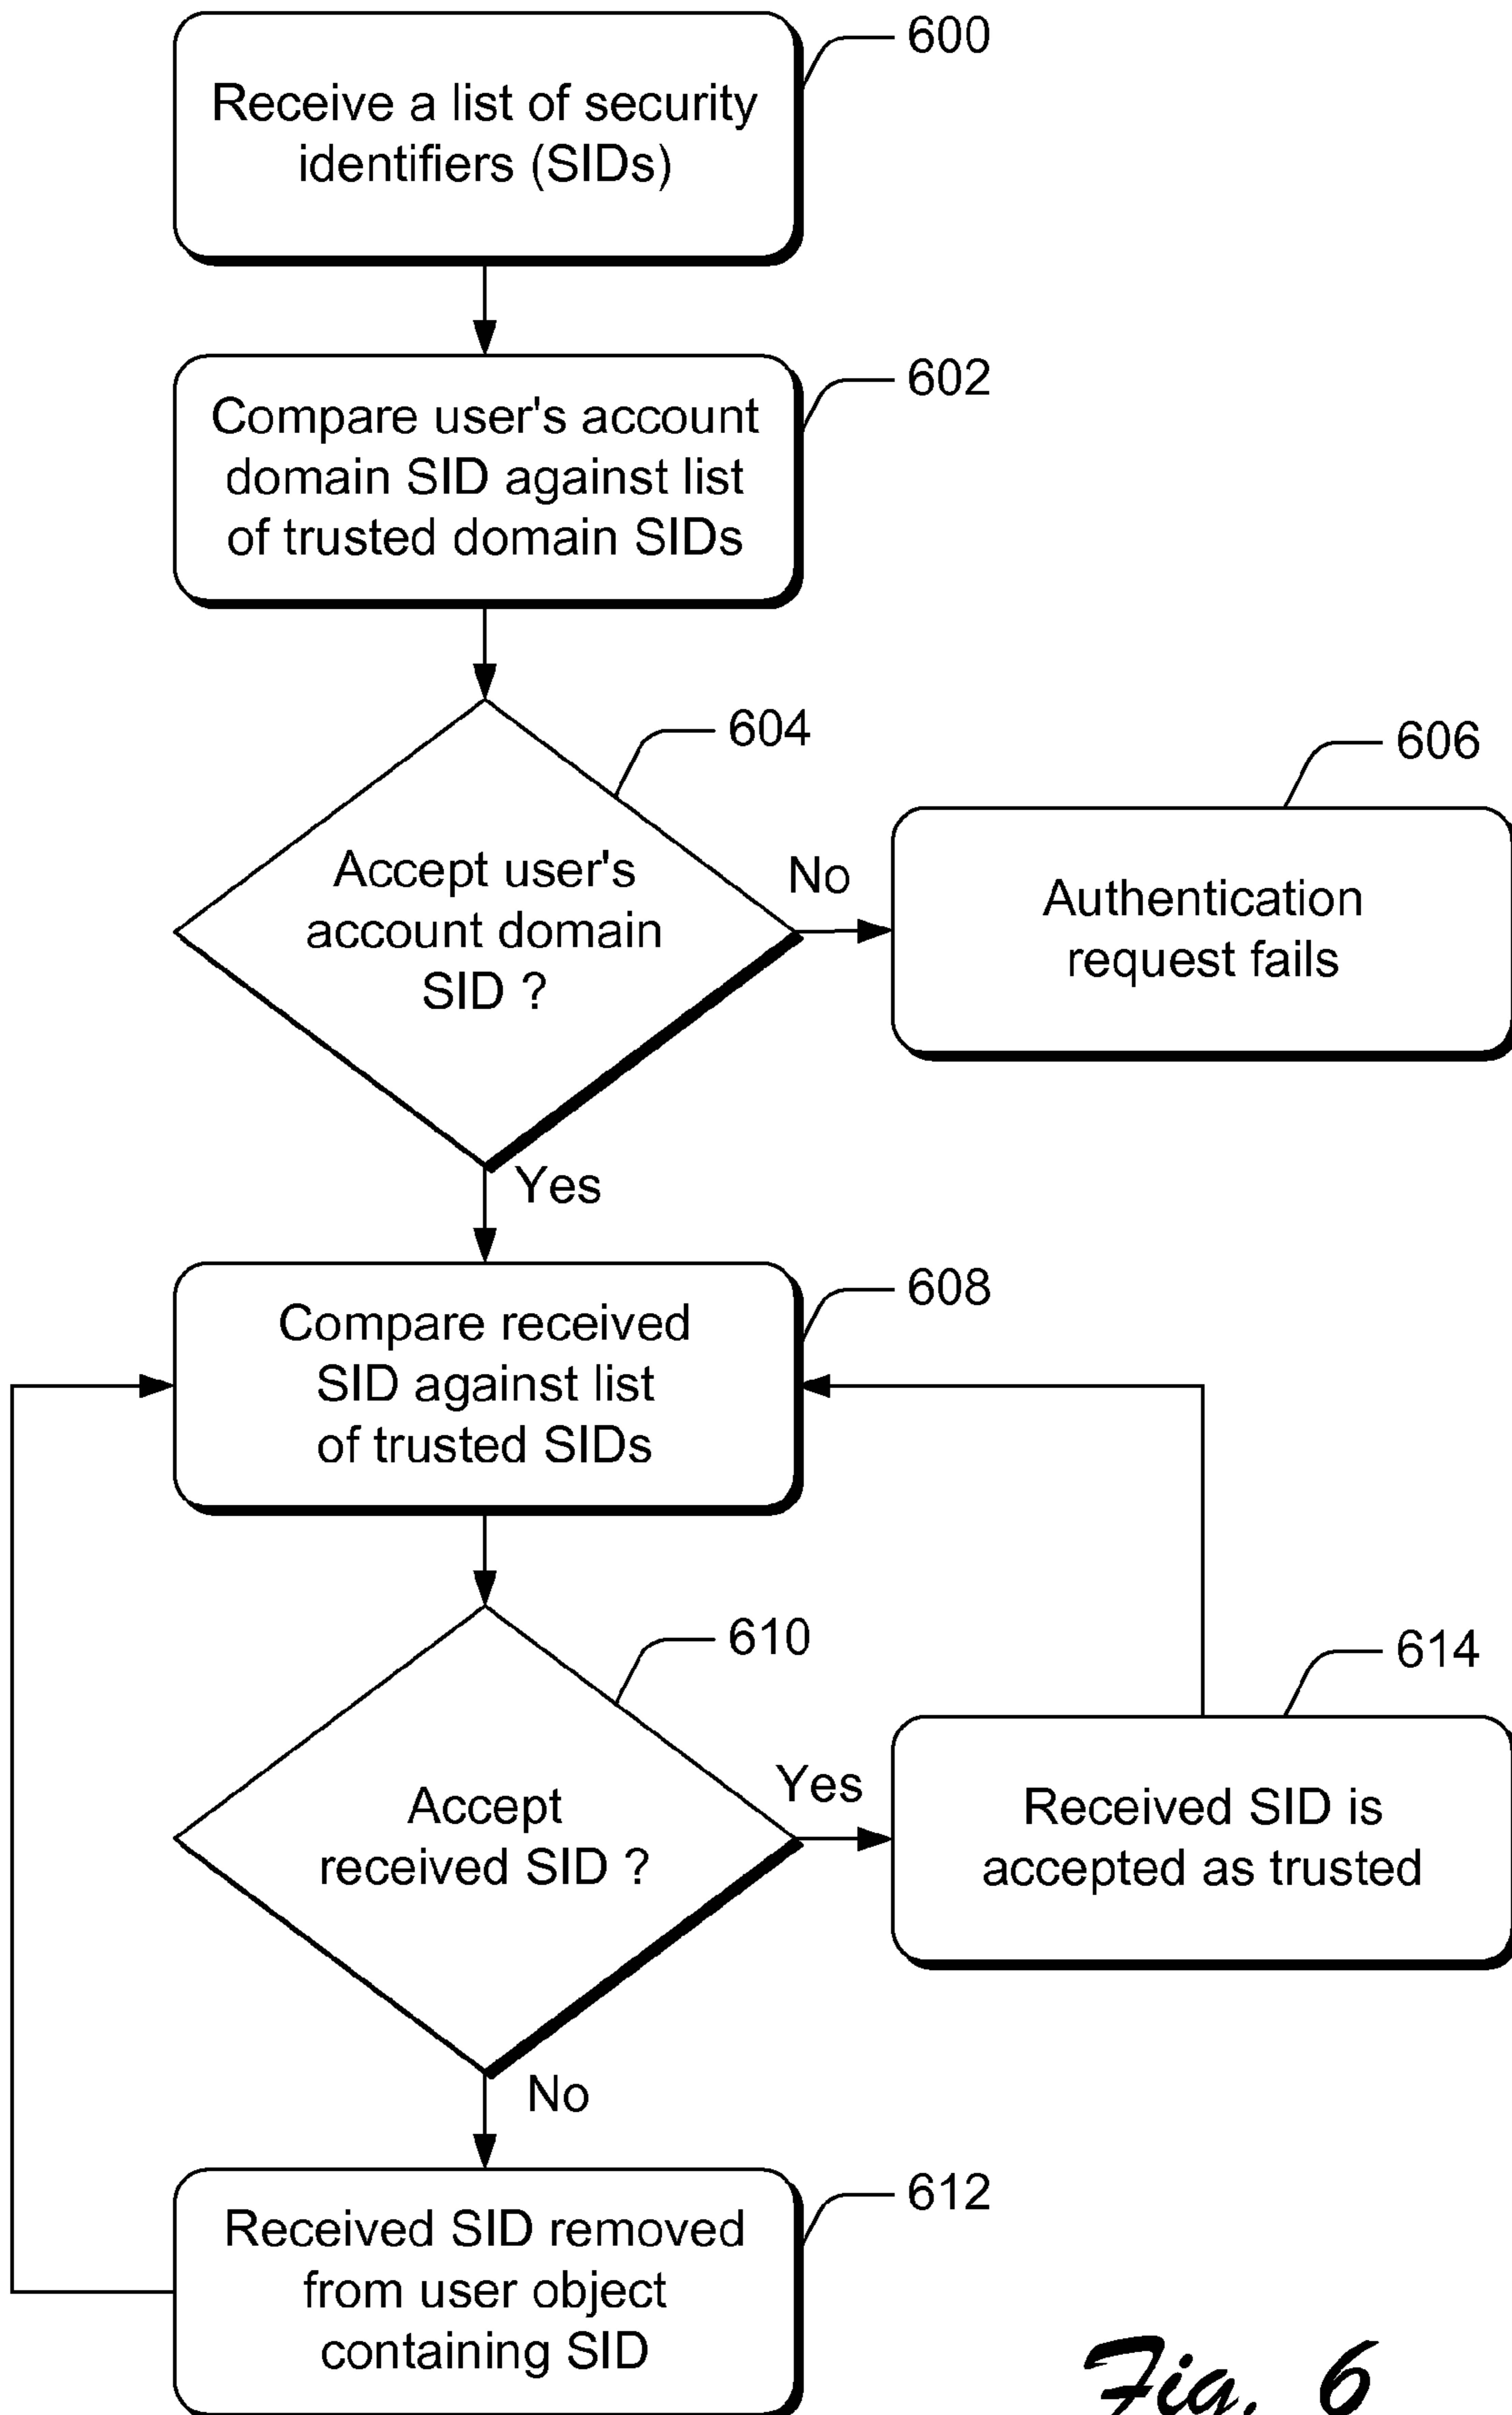 600
Receive a list of security
identifiers (SIDs)
602
Compare user's account
domain SID against list
of trusted domain SIDs
604
606
Accept user's
account domain
SID ?
No
Authentication
request fails
Yes
608
Compare received
SID against list
of trusted SIDs
610
614
Accept
received SID ?
Yes
Received SID is
accepted as trusted
No
612
Received SID removed
from user object
containing SID
Fig. 6